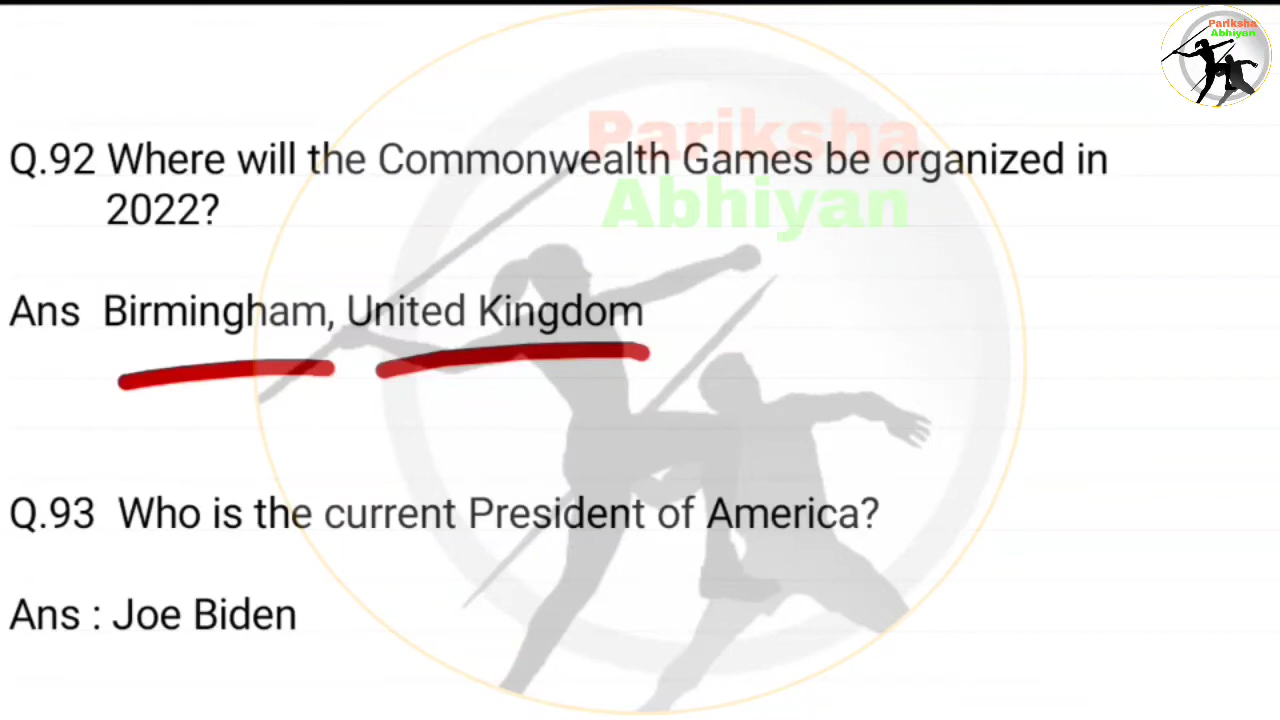 Pariksha
Abhiyan
Pariksha
Abhiyan
Q.92 Where will the Commonwealth Games be organized in
2022?
Ans Birmingham, United Kingdom
Q.93 Who is the current President of America?
Ans : Joe Biden